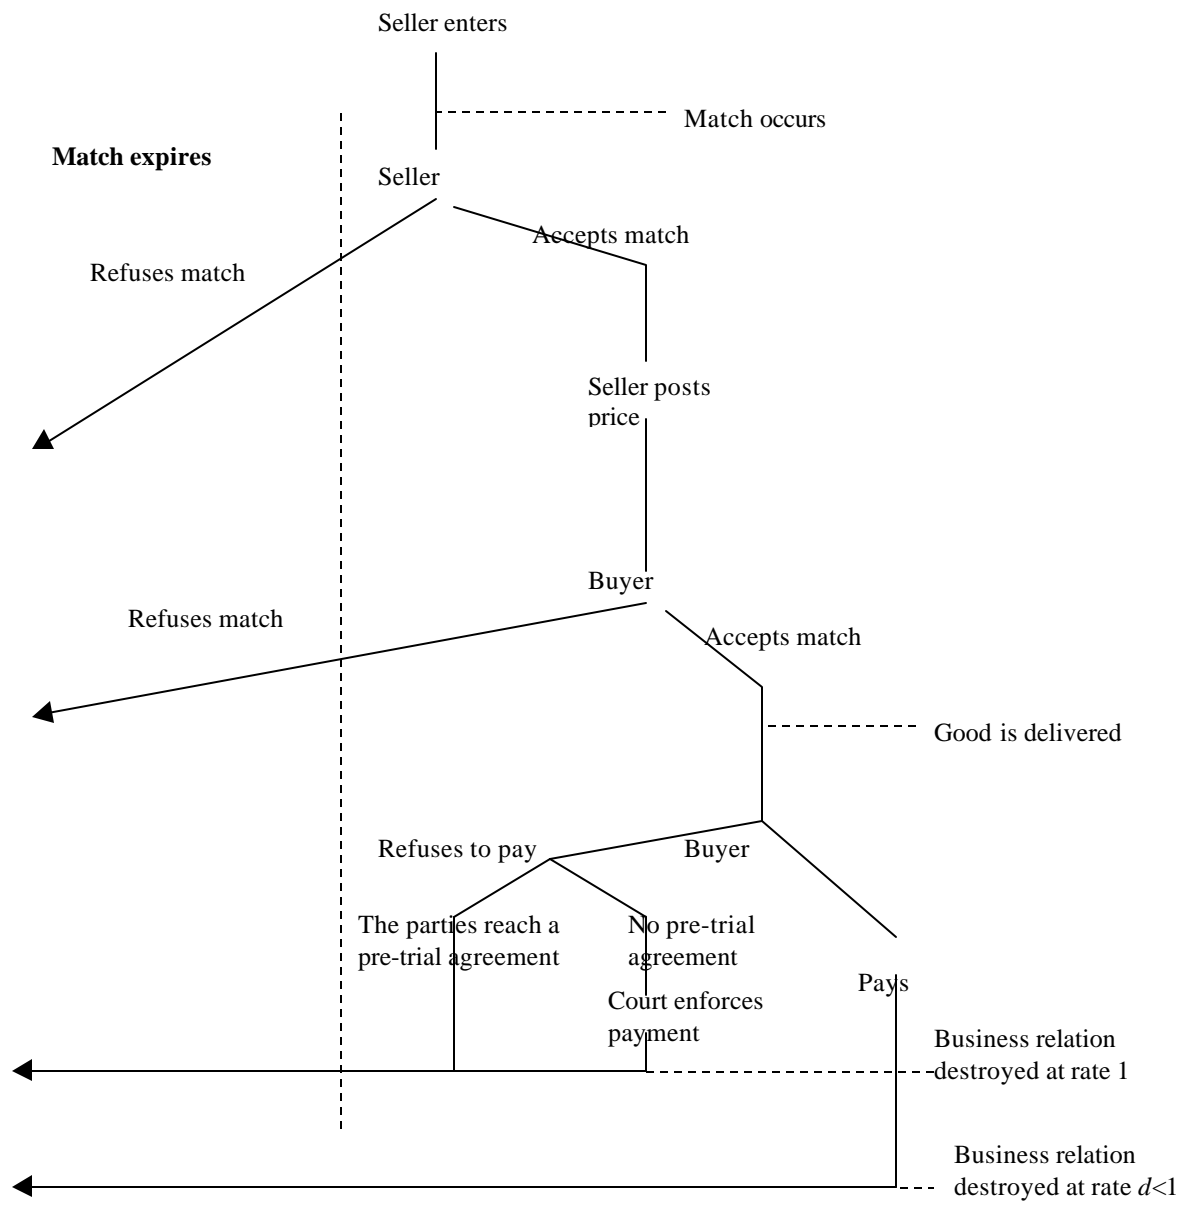 Seller enters
Match occurs
Match expires
Seller
Accepts match
Refuses match
Seller posts
price
Buyer
Refuses match
Accepts match
Good is delivered
Refuses to pay
Buyer
The parties reach a
pre-trial agreement
No pre-trial
agreement
Pays
Court enforces
payment
Business relation
destroyed at rate 1
Business relation
destroyed at rate d<1